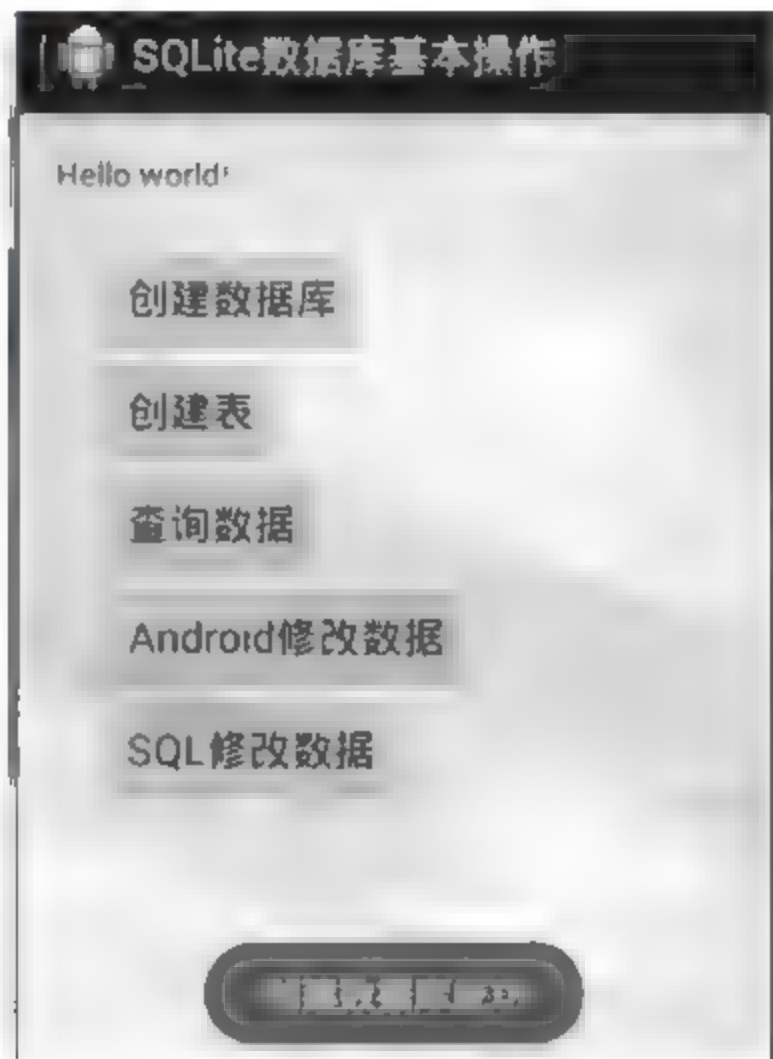 SQLite数据库基本操作
Hello world!
创建数据库
创建表
查询数据
Android修改数据
SQL修改数据